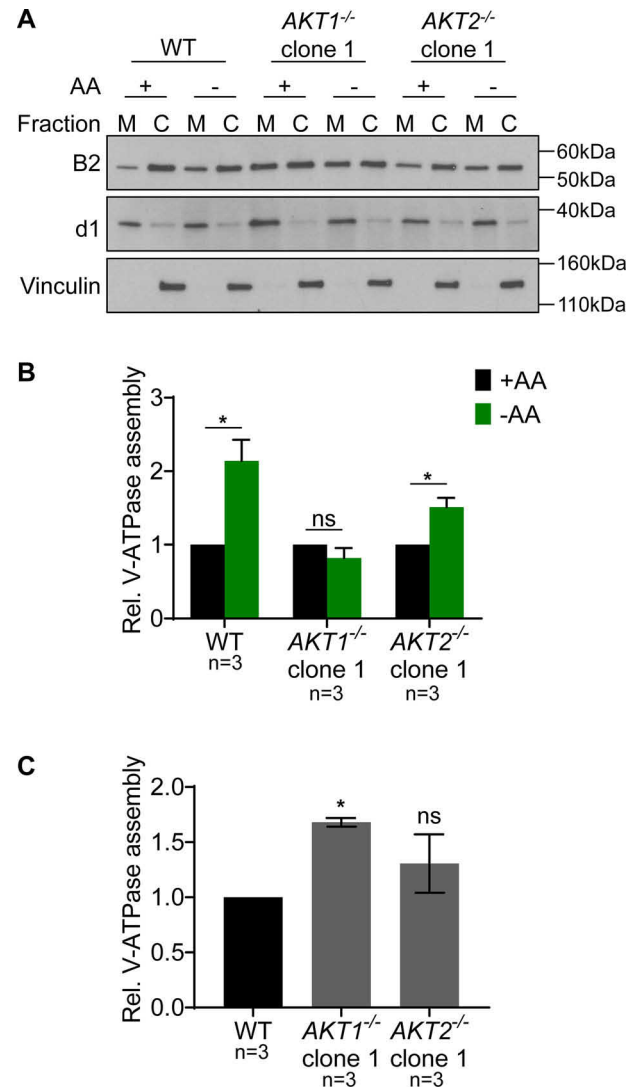 A
AKT1-/- AKT2-/-
WT clone 1 clone 1
AA + - + - + -
Fraction M C M C M C M C M C M C
B2 60kDa
50kDa
d1 40kDa
Vinculin 160kDa
110kDa
B
+AA
-AA
Rel. V-ATPase assembly
3
2
1
0
* ns *
WT AKT1-/- AKT2-/-
n=3 clone 1 clone 1
n=3 n=3
C
Rel. V-ATPase assembly
2.0
1.5
1.0
0.5
0.0
* ns
WT AKT1-/- AKT2-/-
n=3 clone 1 clone 1
n=3 n=3